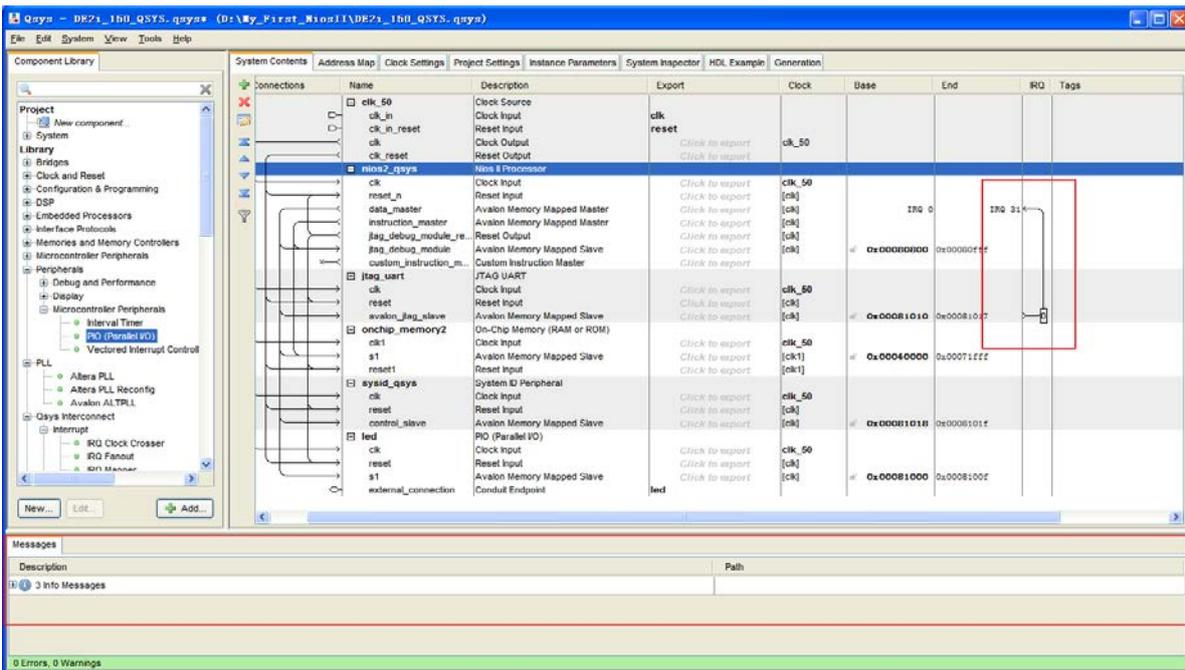 Qsys - DE2i_150_QSYS.qsys* (D:\My_First_NiosII\DE2i_150_QSYS.qsys)
File Edit System View Tools Help
Component Library
Project
New component...
System
Library
Bridges
Clock and Reset
Configuration & Programming
DSP
Embedded Processors
Interface Protocols
Memories and Memory Controllers
Microcontroller Peripherals
Peripherals
Debug and Performance
Display
Microcontroller Peripherals
Interval Timer
PIO (Parallel I/O)
Vectored Interrupt Controll
PLL
Altera PLL
Altera PLL Reconfig
Avalon ALTPLL
Qsys Interconnect
Interrupt
IRQ Clock Crosser
IRQ Fanout
IRQ Mapper
New... Edit... Add...
System Contents Address Map Clock Settings Project Settings Instance Parameters System Inspector HDL Example Generation
Connections Name Description Export Clock Base End IRQ Tags
clk_50 Clock Source
clk_in Clock Input clk
clk_in_reset Reset Input reset
clk Clock Output Click to export clk_50
clk_reset Reset Output Click to export
nios2_qsys Nios II Processor
clk Clock Input Click to export clk_50
reset_n Reset Input Click to export [clk]
data_master Avalon Memory Mapped Master Click to export [clk] IRQ 0 IRQ 31
instruction_master Avalon Memory Mapped Master Click to export [clk]
jtag_debug_module_re... Reset Output Click to export [clk]
jtag_debug_module Avalon Memory Mapped Slave Click to export [clk] 0x00080800 0x00080fff
custom_instruction_m... Custom Instruction Master Click to export
jtag_uart JTAG UART
clk Clock Input Click to export clk_50
reset Reset Input Click to export [clk]
avalon_jtag_slave Avalon Memory Mapped Slave Click to export [clk] 0x00081010 0x00081017
onchip_memory2 On-Chip Memory (RAM or ROM)
clk1 Clock Input Click to export clk_50
s1 Avalon Memory Mapped Slave Click to export [clk1] 0x00040000 0x00071fff
reset1 Reset Input Click to export [clk1]
sysid_qsys System ID Peripheral
clk Clock Input Click to export clk_50
reset Reset Input Click to export [clk]
control_slave Avalon Memory Mapped Slave Click to export [clk] 0x00081018 0x0008101f
led PIO (Parallel I/O)
clk Clock Input Click to export clk_50
reset Reset Input Click to export [clk]
s1 Avalon Memory Mapped Slave Click to export [clk] 0x00081000 0x0008100f
external_connection Conduit Endpoint led
Messages
Description Path
3 Info Messages
0 Errors, 0 Warnings